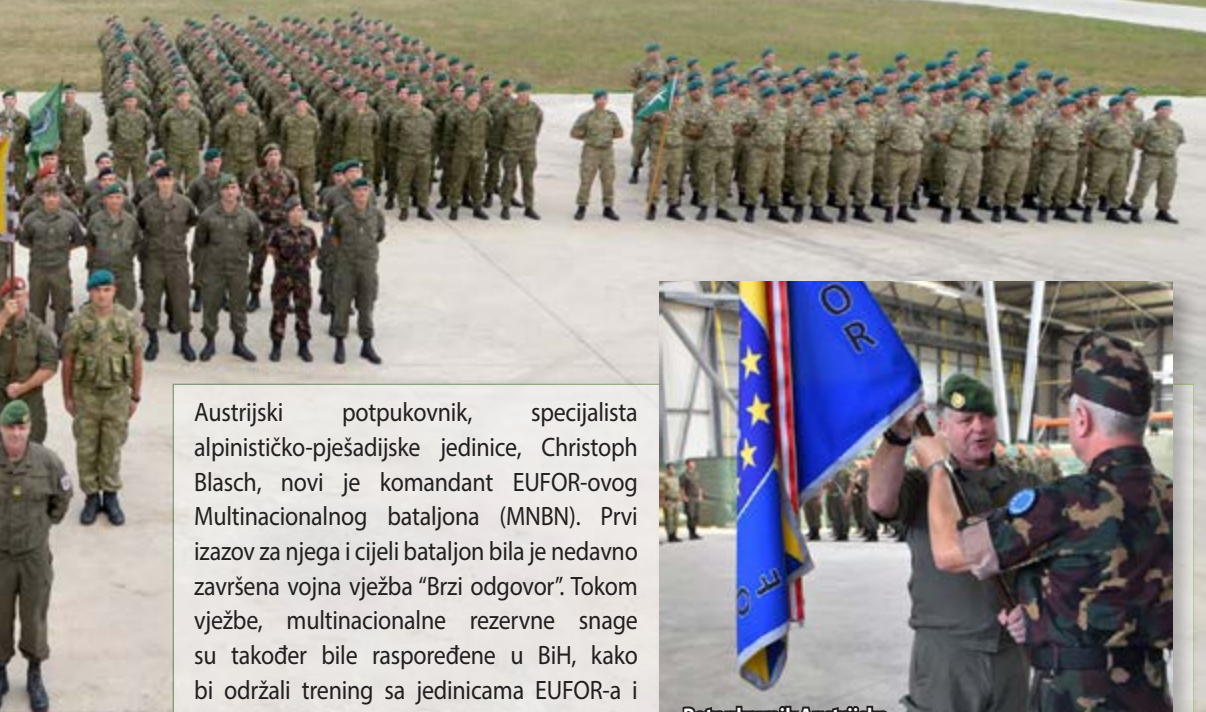 Austrijski potpukovnik, specijalista
alpinističko-pješadijske jedinice, Christoph
Blasch, novi je komandant EUFOR-ovog
Multinacionalnog bataljona (MNBN). Prvi
izazov za njega i cijeli bataljon bila je nedavno
završena vojna vježba “Brzi odgovor”. Tokom
vježbe, multinacionalne rezervne snage
su također bile raspoređene u BiH, kako
bi održali trening sa jedinicama EUFOR-a i
O
R
F
O